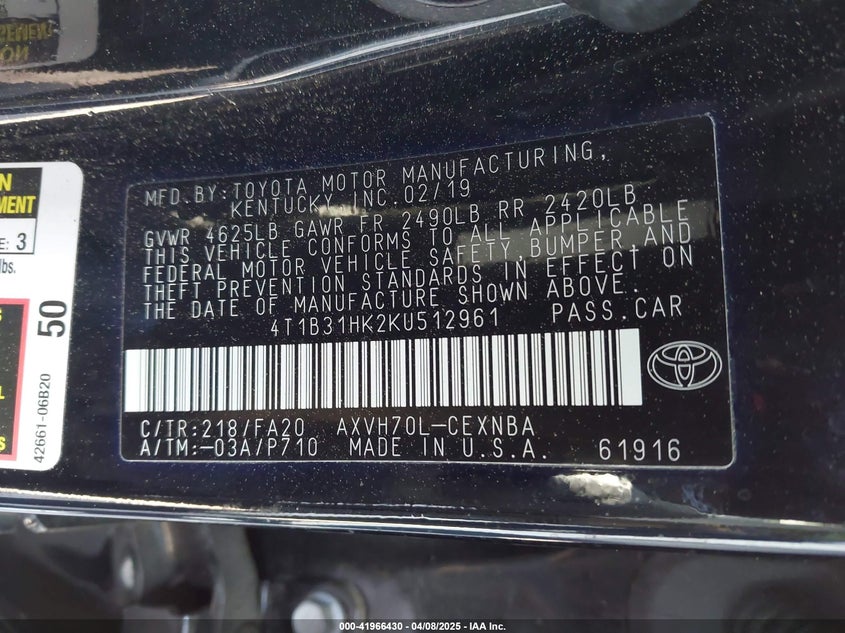 N
MENT
E: 3
lbs.
50
42661-06B20
L
S
MFD.BY:TOYOTA MOTOR MANUFACTURING,
KENTUCKY, INC. 02/19
GVWR 4625LB GAWR FR 2490LB RR 2420LB
THIS VEHICLE CONFORMS TO ALL APPLICABLE
FEDERAL MOTOR VEHICLE SAFETY,BUMPER,AND
THEFT PREVENTION STANDARDS IN EFFECT ON
THE DATE OF MANUFACTURE SHOWN ABOVE.
4T1B31HK2KU512961 PASS.CAR
C/TR:218/FA20 AXVH70L-CEXNBA
A/TM:-03A/P710 MADE IN U.S.A. 61916
000-41966430 - 04/08/2025 - IAA Inc.